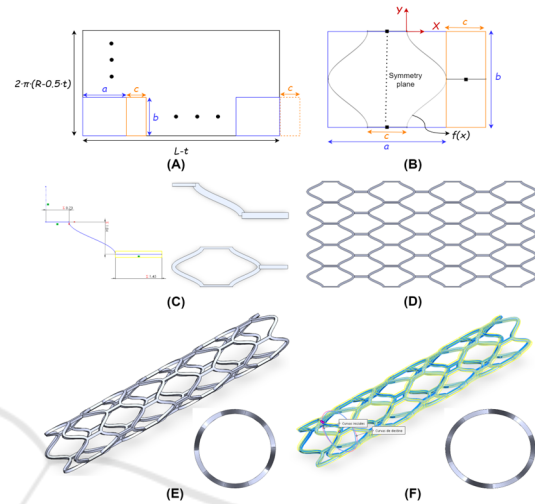 Y
X
a
c
c
2·π·(R-0.5·t)
b
L-t
(A)
c
Symmetry
plane
b
c
f(x)
a
(B)
(C)
(D)
(E)
(F)